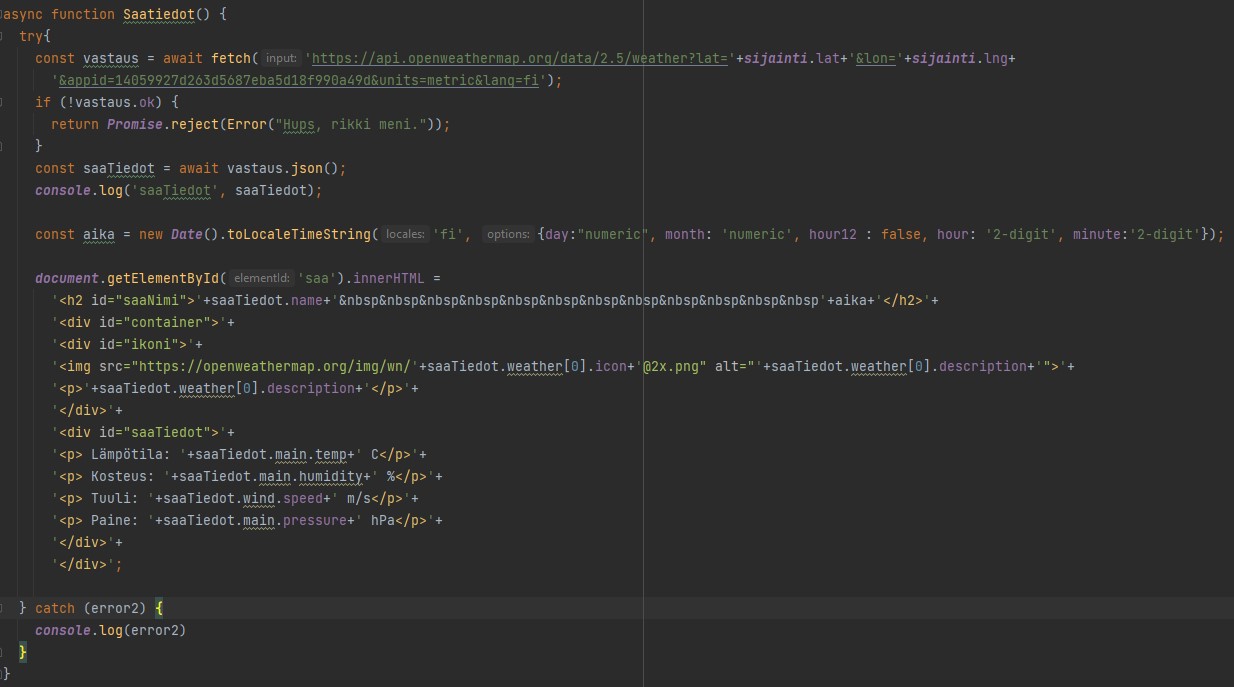 async function Saatiedot() {
try{
const vastaus = await fetch( input: 'https://api.openweathermap.org/data/2.5/weather?lat='+sijainti.lat+'&lon='+sijainti.lng+
'&appid=14059927d263d5687eba5d18f990a49d&units=metric&lang=fi');
if (!vastaus.ok) {
return Promise.reject(Error("Hups, rikki meni."));
}
const saaTiedot = await vastaus.json();
console.log('saaTiedot', saaTiedot);
const aika = new Date().toLocaleTimeString( locales: 'fi', options: {day:"numeric", month: 'numeric', hour12 : false, hour: '2-digit', minute:'2-digit'});
document.getElementById( elementId: 'saa').innerHTML =
'<h2 id="saaNimi">'+saaTiedot.name+'&nbsp&nbsp&nbsp&nbsp&nbsp&nbsp&nbsp&nbsp&nbsp&nbsp&nbsp&nbsp'+aika+'</h2>'+
'<div id="container">'+
'<div id="ikoni">'+
'<img src="https://openweathermap.org/img/wn/'+saaTiedot.weather[0].icon+'@2x.png" alt="'+saaTiedot.weather[0].description+'">'+
'<p>'+saaTiedot.weather[0].description+'</p>'+
'</div>'+
'<div id="saaTiedot">'+
'<p> Lämpötila: '+saaTiedot.main.temp+' C</p>'+
'<p> Kosteus: '+saaTiedot.main.humidity+' %</p>'+
'<p> Tuuli: '+saaTiedot.wind.speed+' m/s</p>'+
'<p> Paine: '+saaTiedot.main.pressure+' hPa</p>'+
'</div>'+
'</div>';
} catch (error2) {
console.log(error2)
}
}